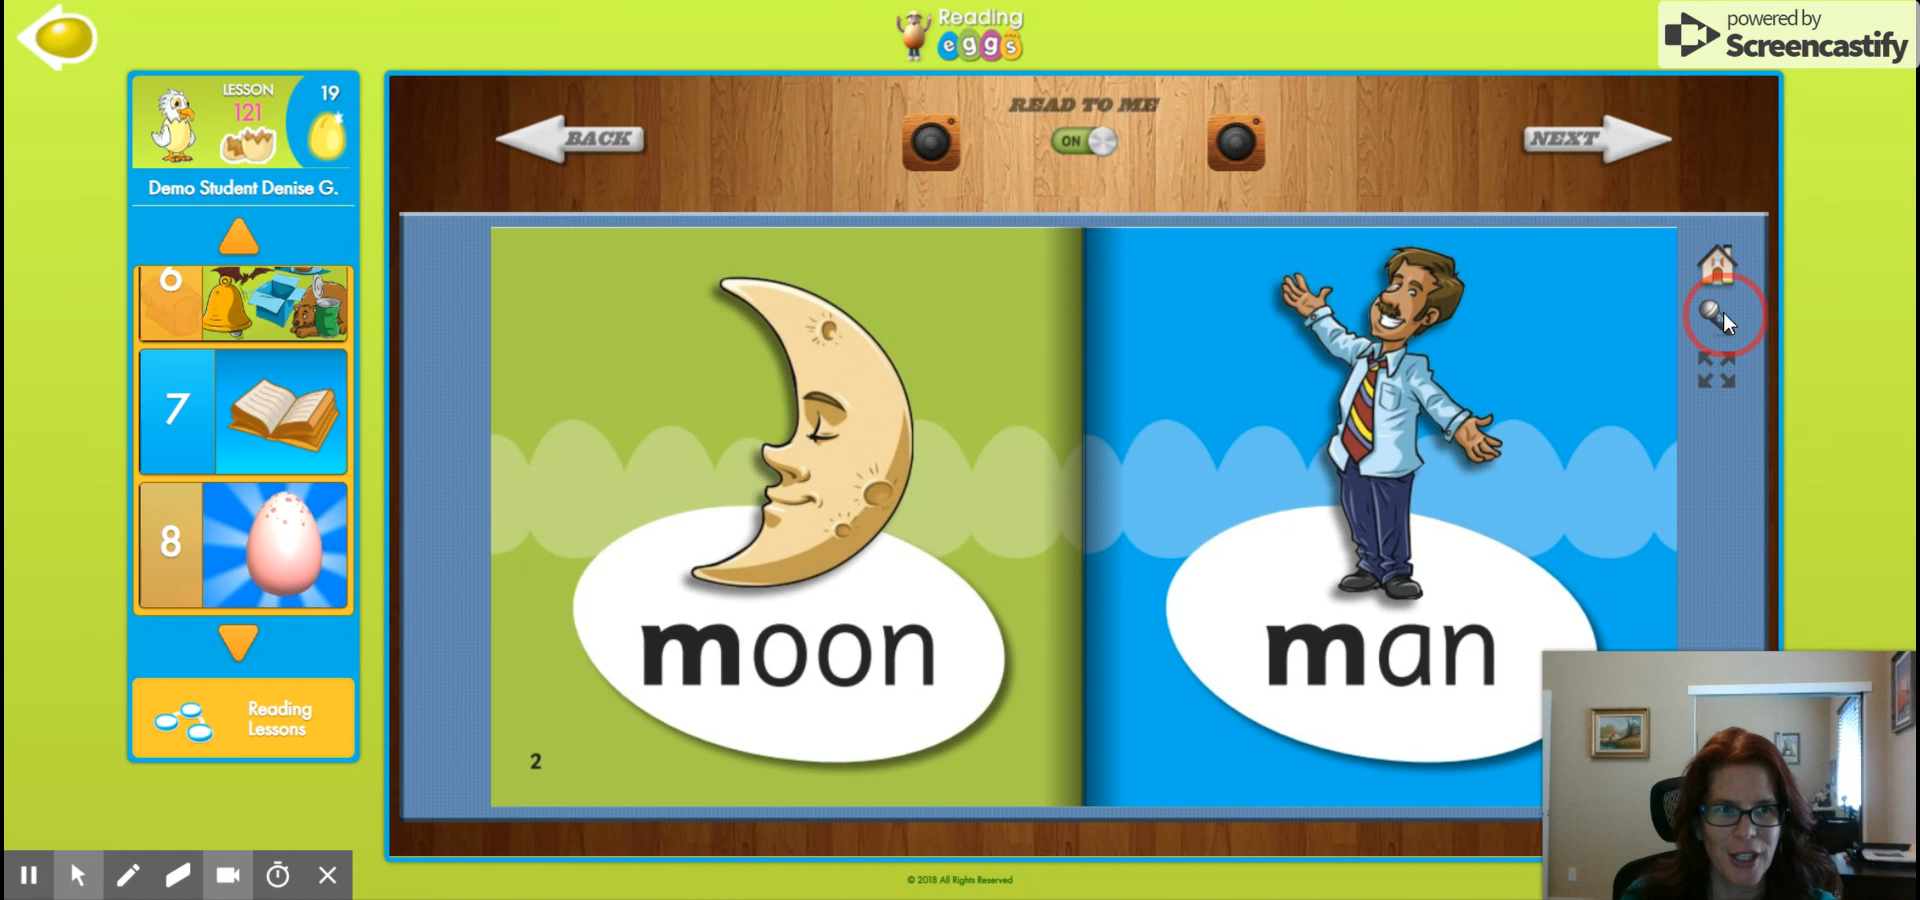 Reading
eggs
powered by
Screencastify
LESSON
121
19
Demo Student Denise G.
6
7
8
Reading
Lessons
BACK
READ TO ME
ON
NEXT
moon
man
2
© 2018 All Rights Reserved